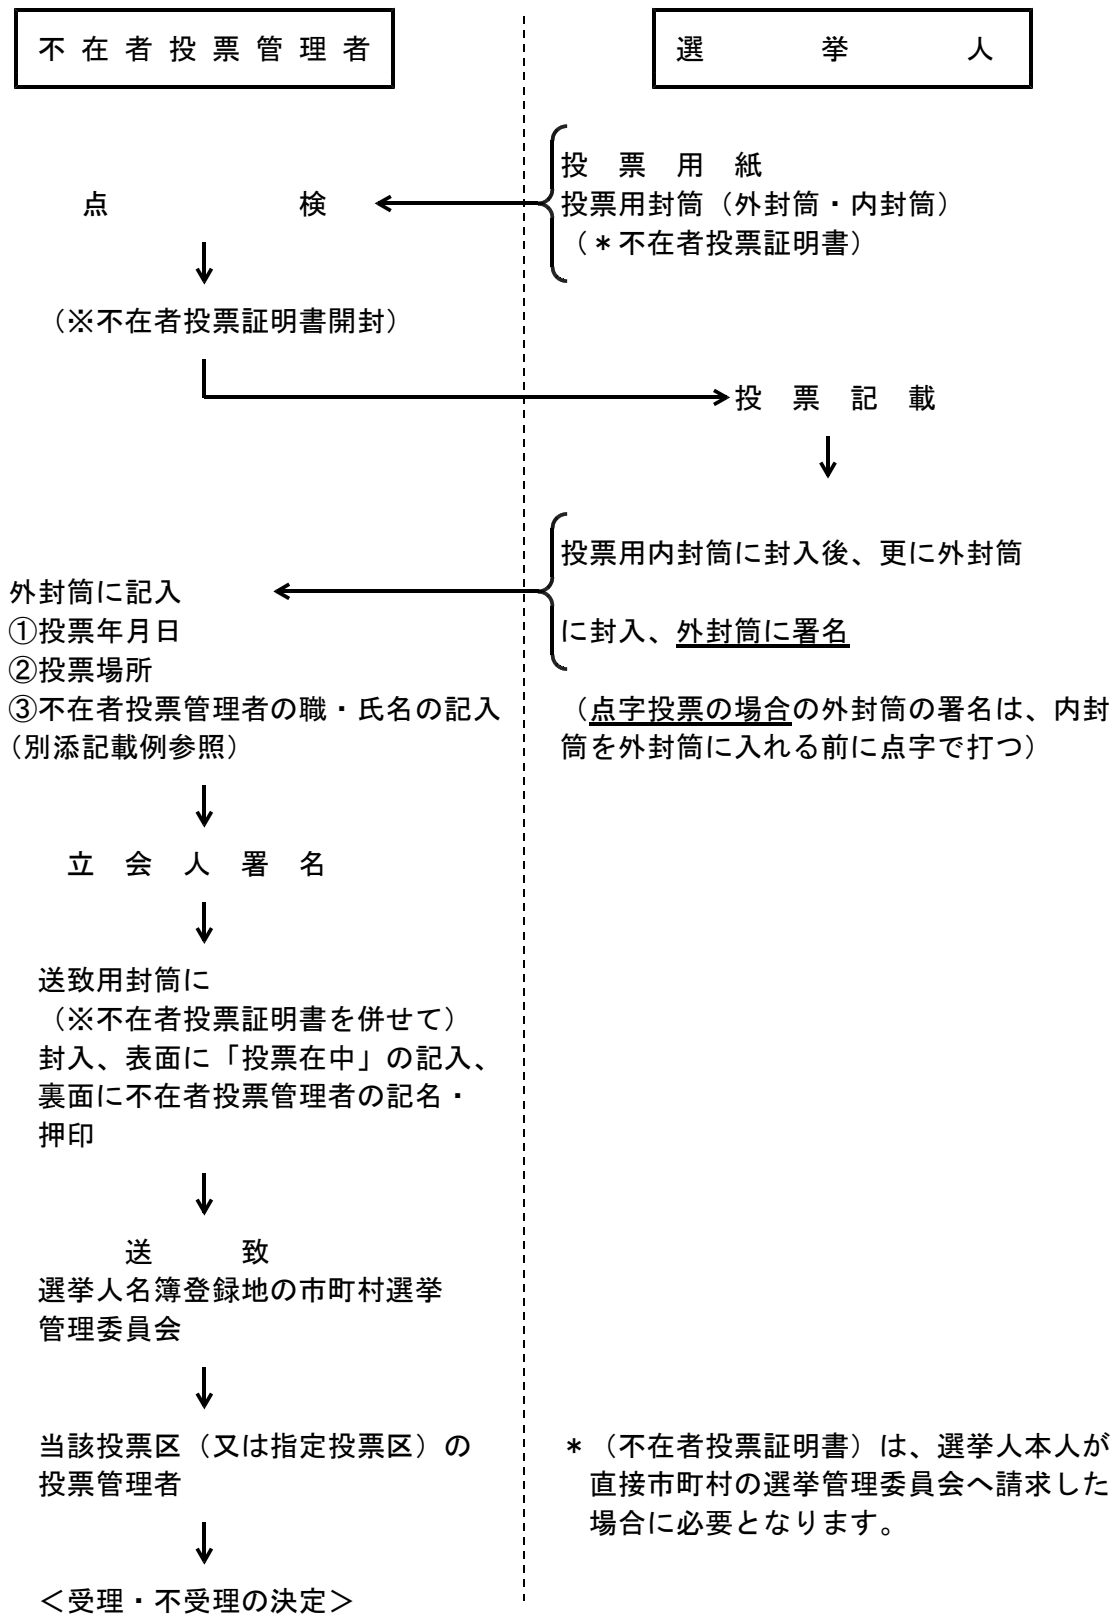 不在者投票管理者
選挙人
投票用紙
投票用封筒（外封筒・内封筒）
（＊不在者投票証明書）
点検
（※不在者投票証明書開封）
投票記載
投票用内封筒に封入後、更に外封筒
に封入、外封筒に署名
（点字投票の場合の外封筒の署名は、内封
筒を外封筒に入れる前に点字で打つ）
外封筒に記入
①投票年月日
②投票場所
③不在者投票管理者の職・氏名の記入
（別添記載例参照）
立会人署名
送致用封筒に
（※不在者投票証明書を併せて）
封入、表面に「投票在中」の記入、
裏面に不在者投票管理者の記名・
押印
送致
選挙人名簿登録地の市町村選挙
管理委員会
当該投票区（又は指定投票区）の
投票管理者
＜受理・不受理の決定＞
＊（不在者投票証明書）は、選挙人本人が
直接市町村の選挙管理委員会へ請求した
場合に必要となります。